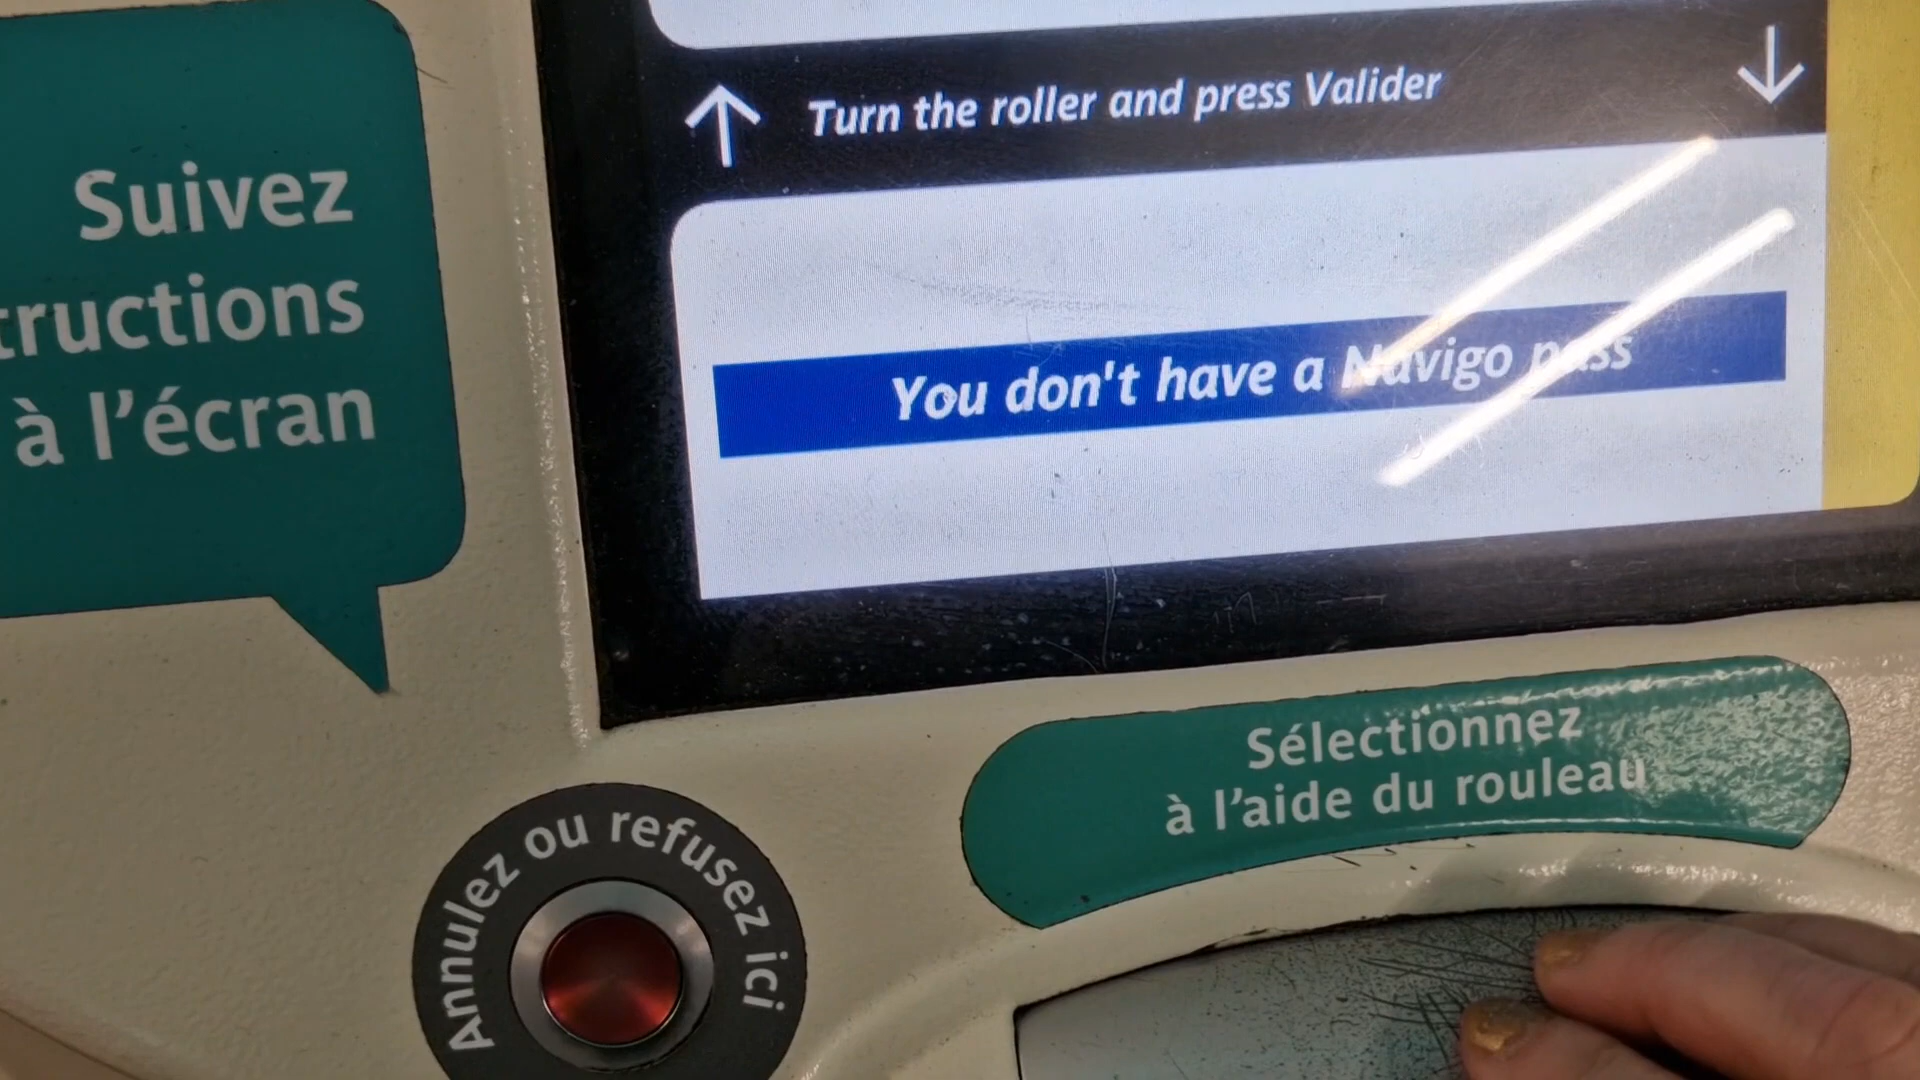 Suivez
tructions
à l'écran
Turn the roller and press Valider
You don't have a Navigo pass
Sélectionnez
à l'aide du rouleau
Annulez ou refusez ici